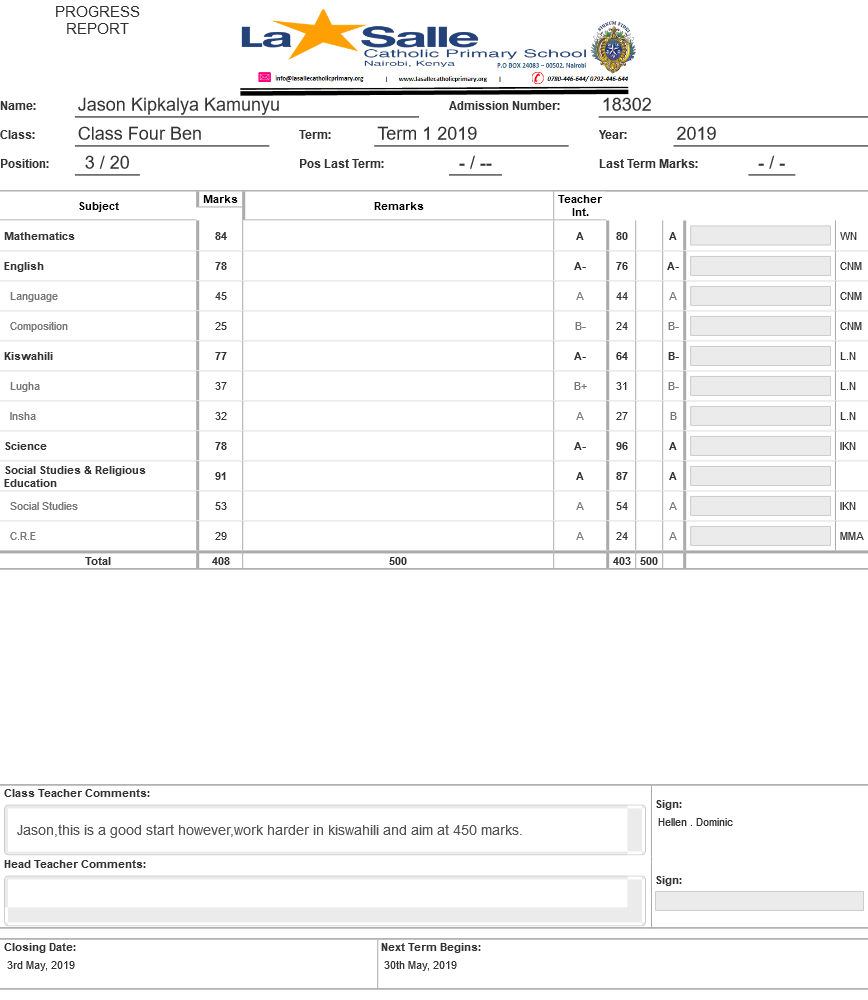 PROGRESS
REPORT
La Salle
Catholic Primary School
Nairobi, Kenya
P.O BOX 24083 – 00502, Nairobi
info@lasallecatholicprimary.org | www.lasallecatholicprimary.org | 0780-446-644/ 0792-446-644
Name: Jason Kipkalya Kamunyu Admission Number: 18302
Class: Class Four Ben Term: Term 1 2019 Year: 2019
Position: 3 / 20 Pos Last Term: - / -- Last Term Marks: - / -
Subject Marks Remarks Teacher Int.
Mathematics 84 A 80 A WN
English 78 A- 76 A- CNM
Language 45 A 44 A CNM
Composition 25 B- 24 B- CNM
Kiswahili 77 A- 64 B- L.N
Lugha 37 B+ 31 B- L.N
Insha 32 A 27 B L.N
Science 78 A- 96 A IKN
Social Studies & Religious
Education 91 A 87 A
Social Studies 53 A 54 A IKN
C.R.E 29 A 24 A MMA
Total 408 500 403 500
Class Teacher Comments:
Sign:
Jason,this is a good start however,work harder in kiswahili and aim at 450 marks.
Hellen . Dominic
Head Teacher Comments:
Sign:
Closing Date: Next Term Begins:
3rd May, 2019 30th May, 2019